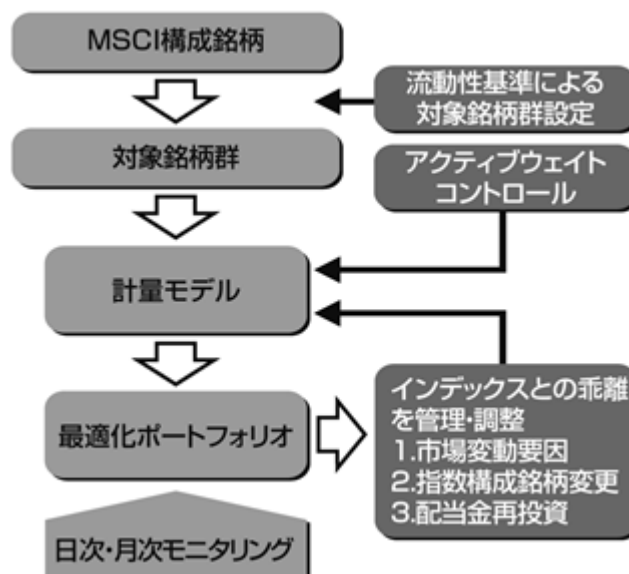 MSCI構成銘柄
流動性基準による
対象銘柄群設定
対象銘柄群
アクティブウェイト
コントロール
計量モデル
最適化ポートフォリオ
インデックスとの乖離
を管理・調整
1.市場変動要因
2.指数構成銘柄変更
3.配当金再投資
日次・月次モニタリング